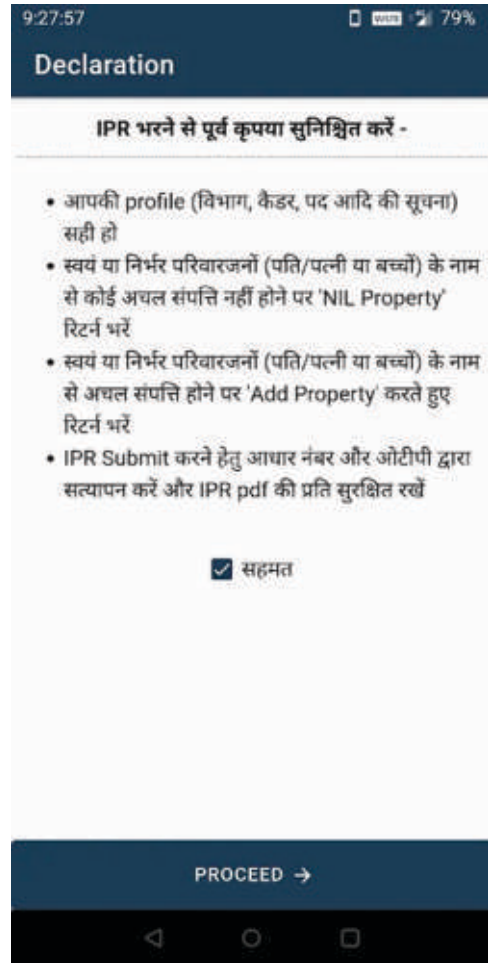 9:27:57
79%
Declaration
IPR भरने से पूर्व कृपया सुनिश्चित करें -
• आपकी profile (विभाग, कैडर, पद आदि की सूचना)
सही हो
• स्वयं या निर्भर परिवारजनों (पति/पत्नी या बच्चों) के नाम
से कोई अचल संपत्ति नहीं होने पर 'NIL Property'
रिटर्न भरें
• स्वयं या निर्भर परिवारजनों (पति/पत्नी या बच्चों) के नाम
से अचल संपत्ति होने पर 'Add Property' करते हुए
रिटर्न भरें
• IPR Submit करने हेतु आधार नंबर और ओटीपी द्वारा
सत्यापन करें और IPR pdf की प्रति सुरक्षित रखें
सहमत
PROCEED →